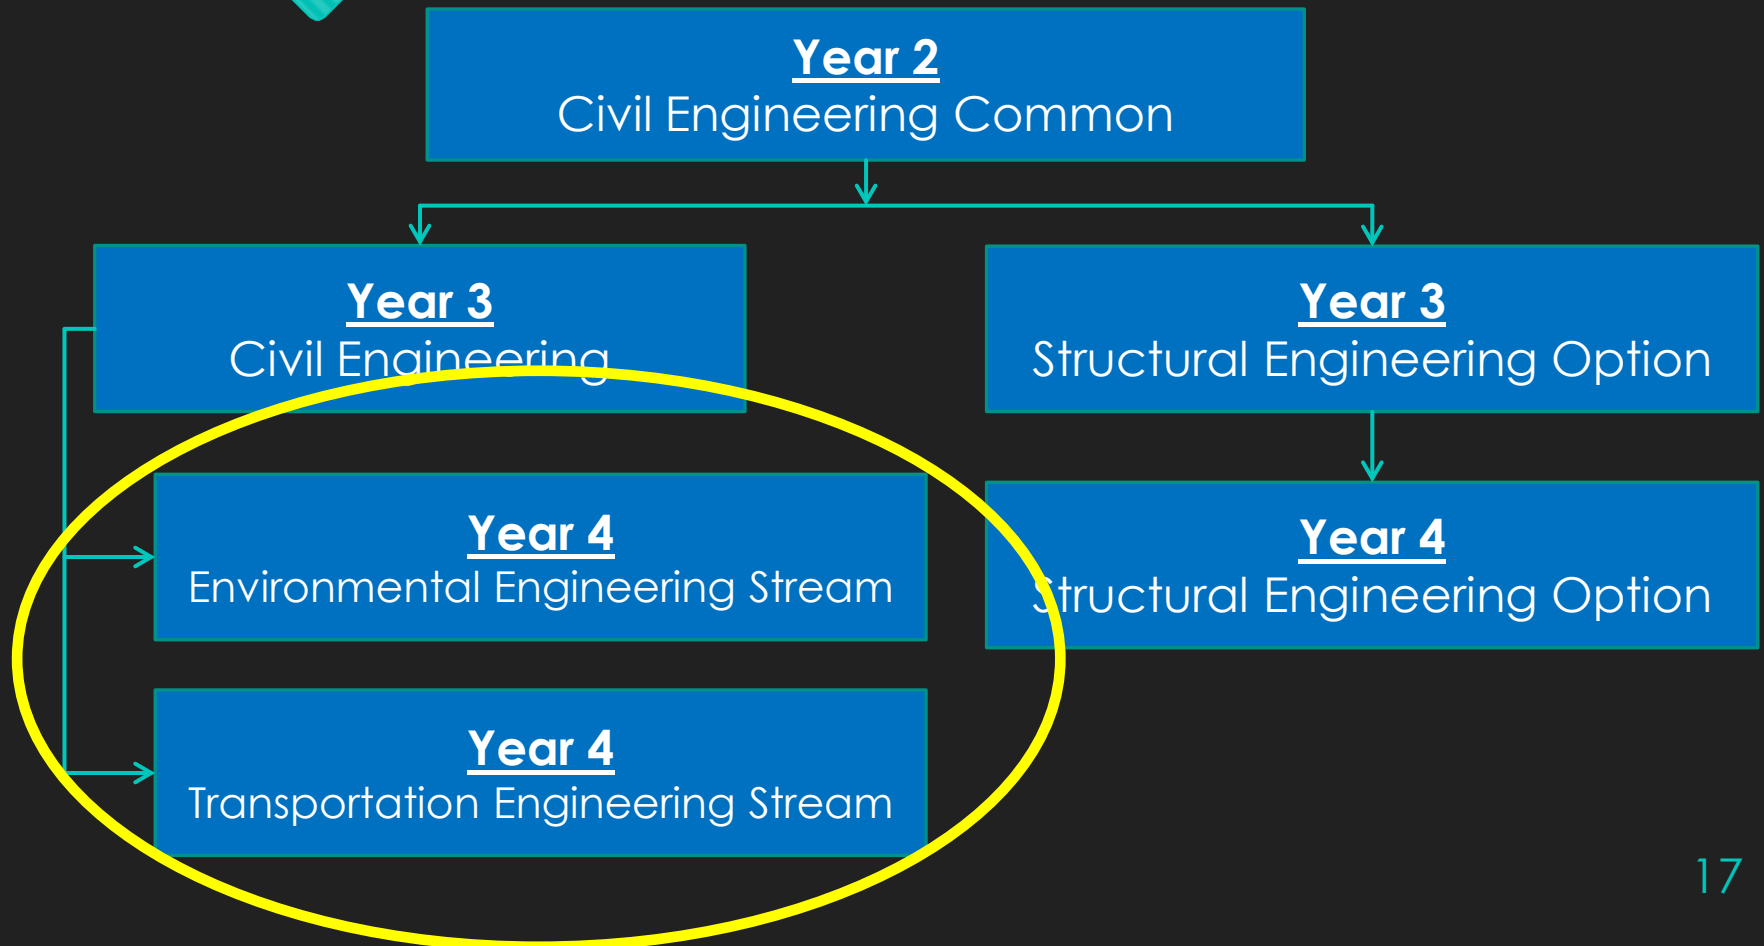 Year 2
Civil Engineering Common
Year 3
Civil Engineering
Year 3
Structural Engineering Option
Year 4
Environmental Engineering Stream
Year 4
Structural Engineering Option
Year 4
Transportation Engineering Stream
17